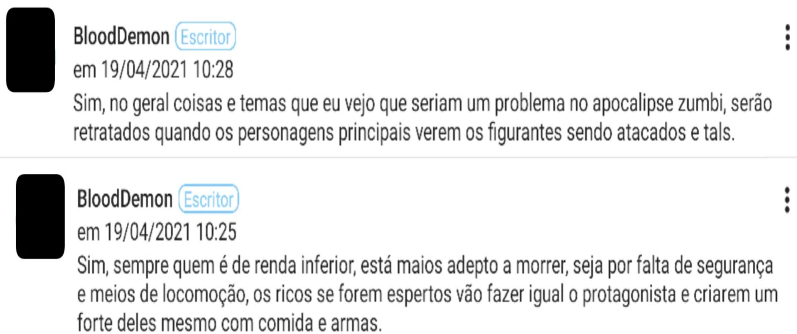 BloodDemon Escritor
em 19/04/2021 10:28
Sim, no geral coisas e temas que eu vejo que seriam um problema no apocalipse zumbi, serão
retratados quando os personagens principais verem os figurantes sendo atacados e tals.
BloodDemon Escritor
em 19/04/2021 10:25
Sim, sempre quem é de renda inferior, está maios adepto a morrer, seja por falta de segurança
e meios de locomoção, os ricos se forem espertos vão fazer igual o protagonista e criarem um
forte deles mesmo com comida e armas.